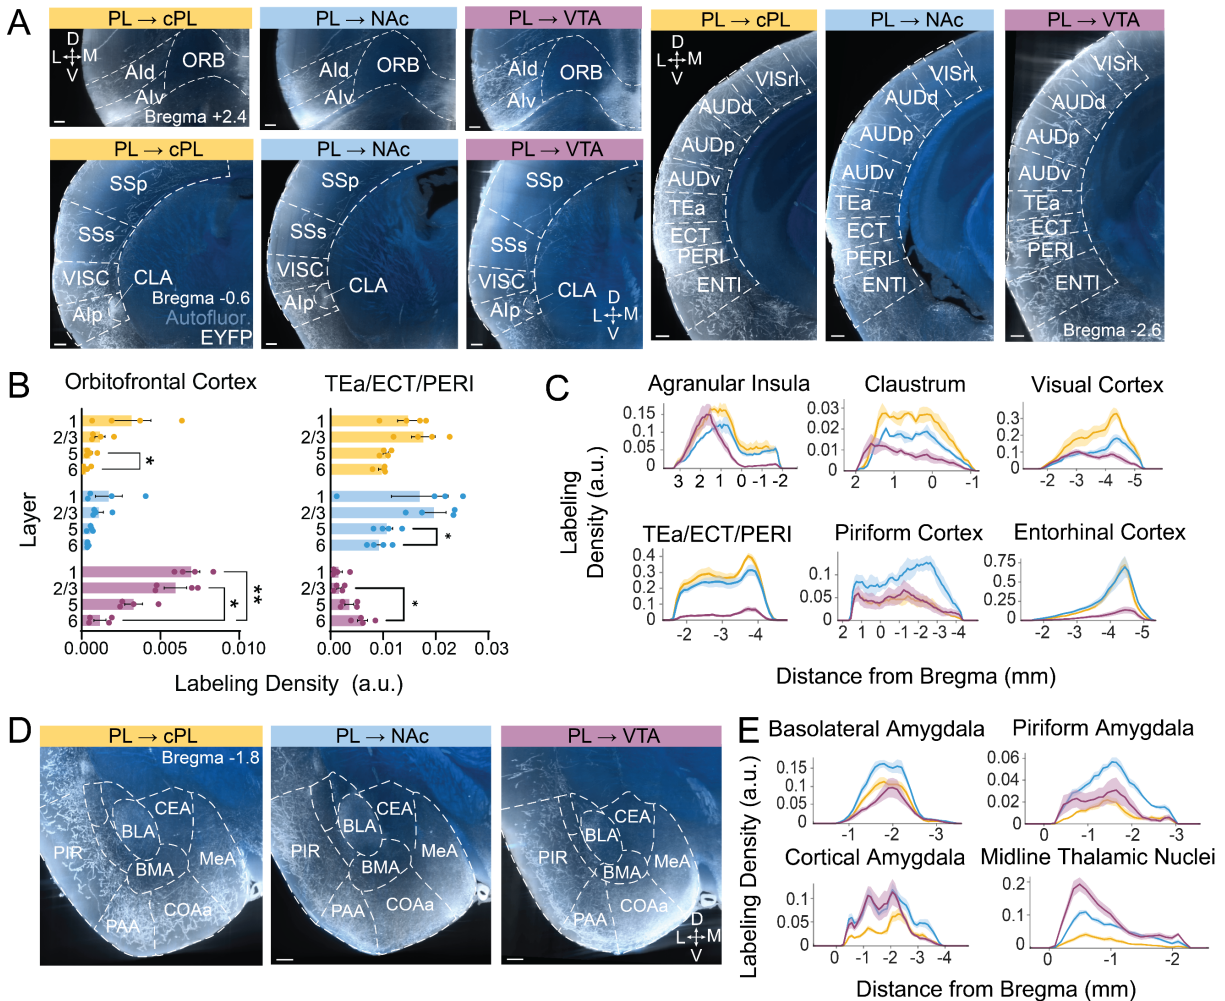 A
PL → cPL
PL → NAc
PL → VTA
D
L M
V
AId
ORB
AIv
Bregma +2.4
AId
ORB
AIv
AId
ORB
AIv
PL → cPL
PL → NAc
PL → VTA
SSp
SSs
VISC
CLA
AIp
Bregma -0.6
Autofluor.
EYFP
SSp
SSs
VISC
CLA
AIp
SSp
SSs
VISC
CLA
AIp
D
L M
V
PL → cPL
PL → NAc
PL → VTA
D
L M
V
VISrl
AUDd
AUDp
AUDv
TEa
ECT
PERI
ENTl
VISrl
AUDd
AUDp
AUDv
TEa
ECT
PERI
ENTl
VISrl
AUDd
AUDp
AUDv
TEa
ECT
PERI
ENTl
Bregma -2.6
B
Orbitofrontal Cortex
TEa/ECT/PERI
Layer
1
2/3
5
6
*
1
2/3
5
6
1
2/3
5
6
*
**
0.000 0.005 0.010
1
2/3
5
6
1
2/3
5
6
*
1
2/3
5
6
*
0.00 0.01 0.02 0.03
Labeling Density (a.u.)
C
Agranular Insula
0.15
0.1
0.05
0
3 2 1 0 -1 -2
Claustrum
0.03
0.02
0.01
0
2 1 0 -1
Visual Cortex
0.3
0.2
0.1
0
-2 -3 -4 -5
Labeling
Density (a.u.)
TEa/ECT/PERI
0.4
0.3
0.2
0.1
0
-2 -3 -4
Piriform Cortex
0.1
0.05
0
2 1 0 -1 -2 -3 -4
Entorhinal Cortex
0.75
0.50
0.25
0
-2 -3 -4 -5
Distance from Bregma (mm)
D
PL → cPL
PL → NAc
PL → VTA
Bregma -1.8
CEA
BLA
PIR
MeA
BMA
PAA
COAa
CEA
BLA
PIR
MeA
BMA
PAA
COAa
CEA
BLA
PIR
MeA
BMA
PAA
COAa
D
L M
V
E
Basolateral Amygdala
0.15
0.10
0.05
0
-1 -2 -3
Piriform Amygdala
0.06
0.04
0.02
0
0 -1 -2 -3
Labeling Density (a.u.)
Cortical Amygdala
0.1
0.05
0
0 -1 -2 -3 -4
Midline Thalamic Nuclei
0.2
0.1
0
0 -1 -2
Distance from Bregma (mm)